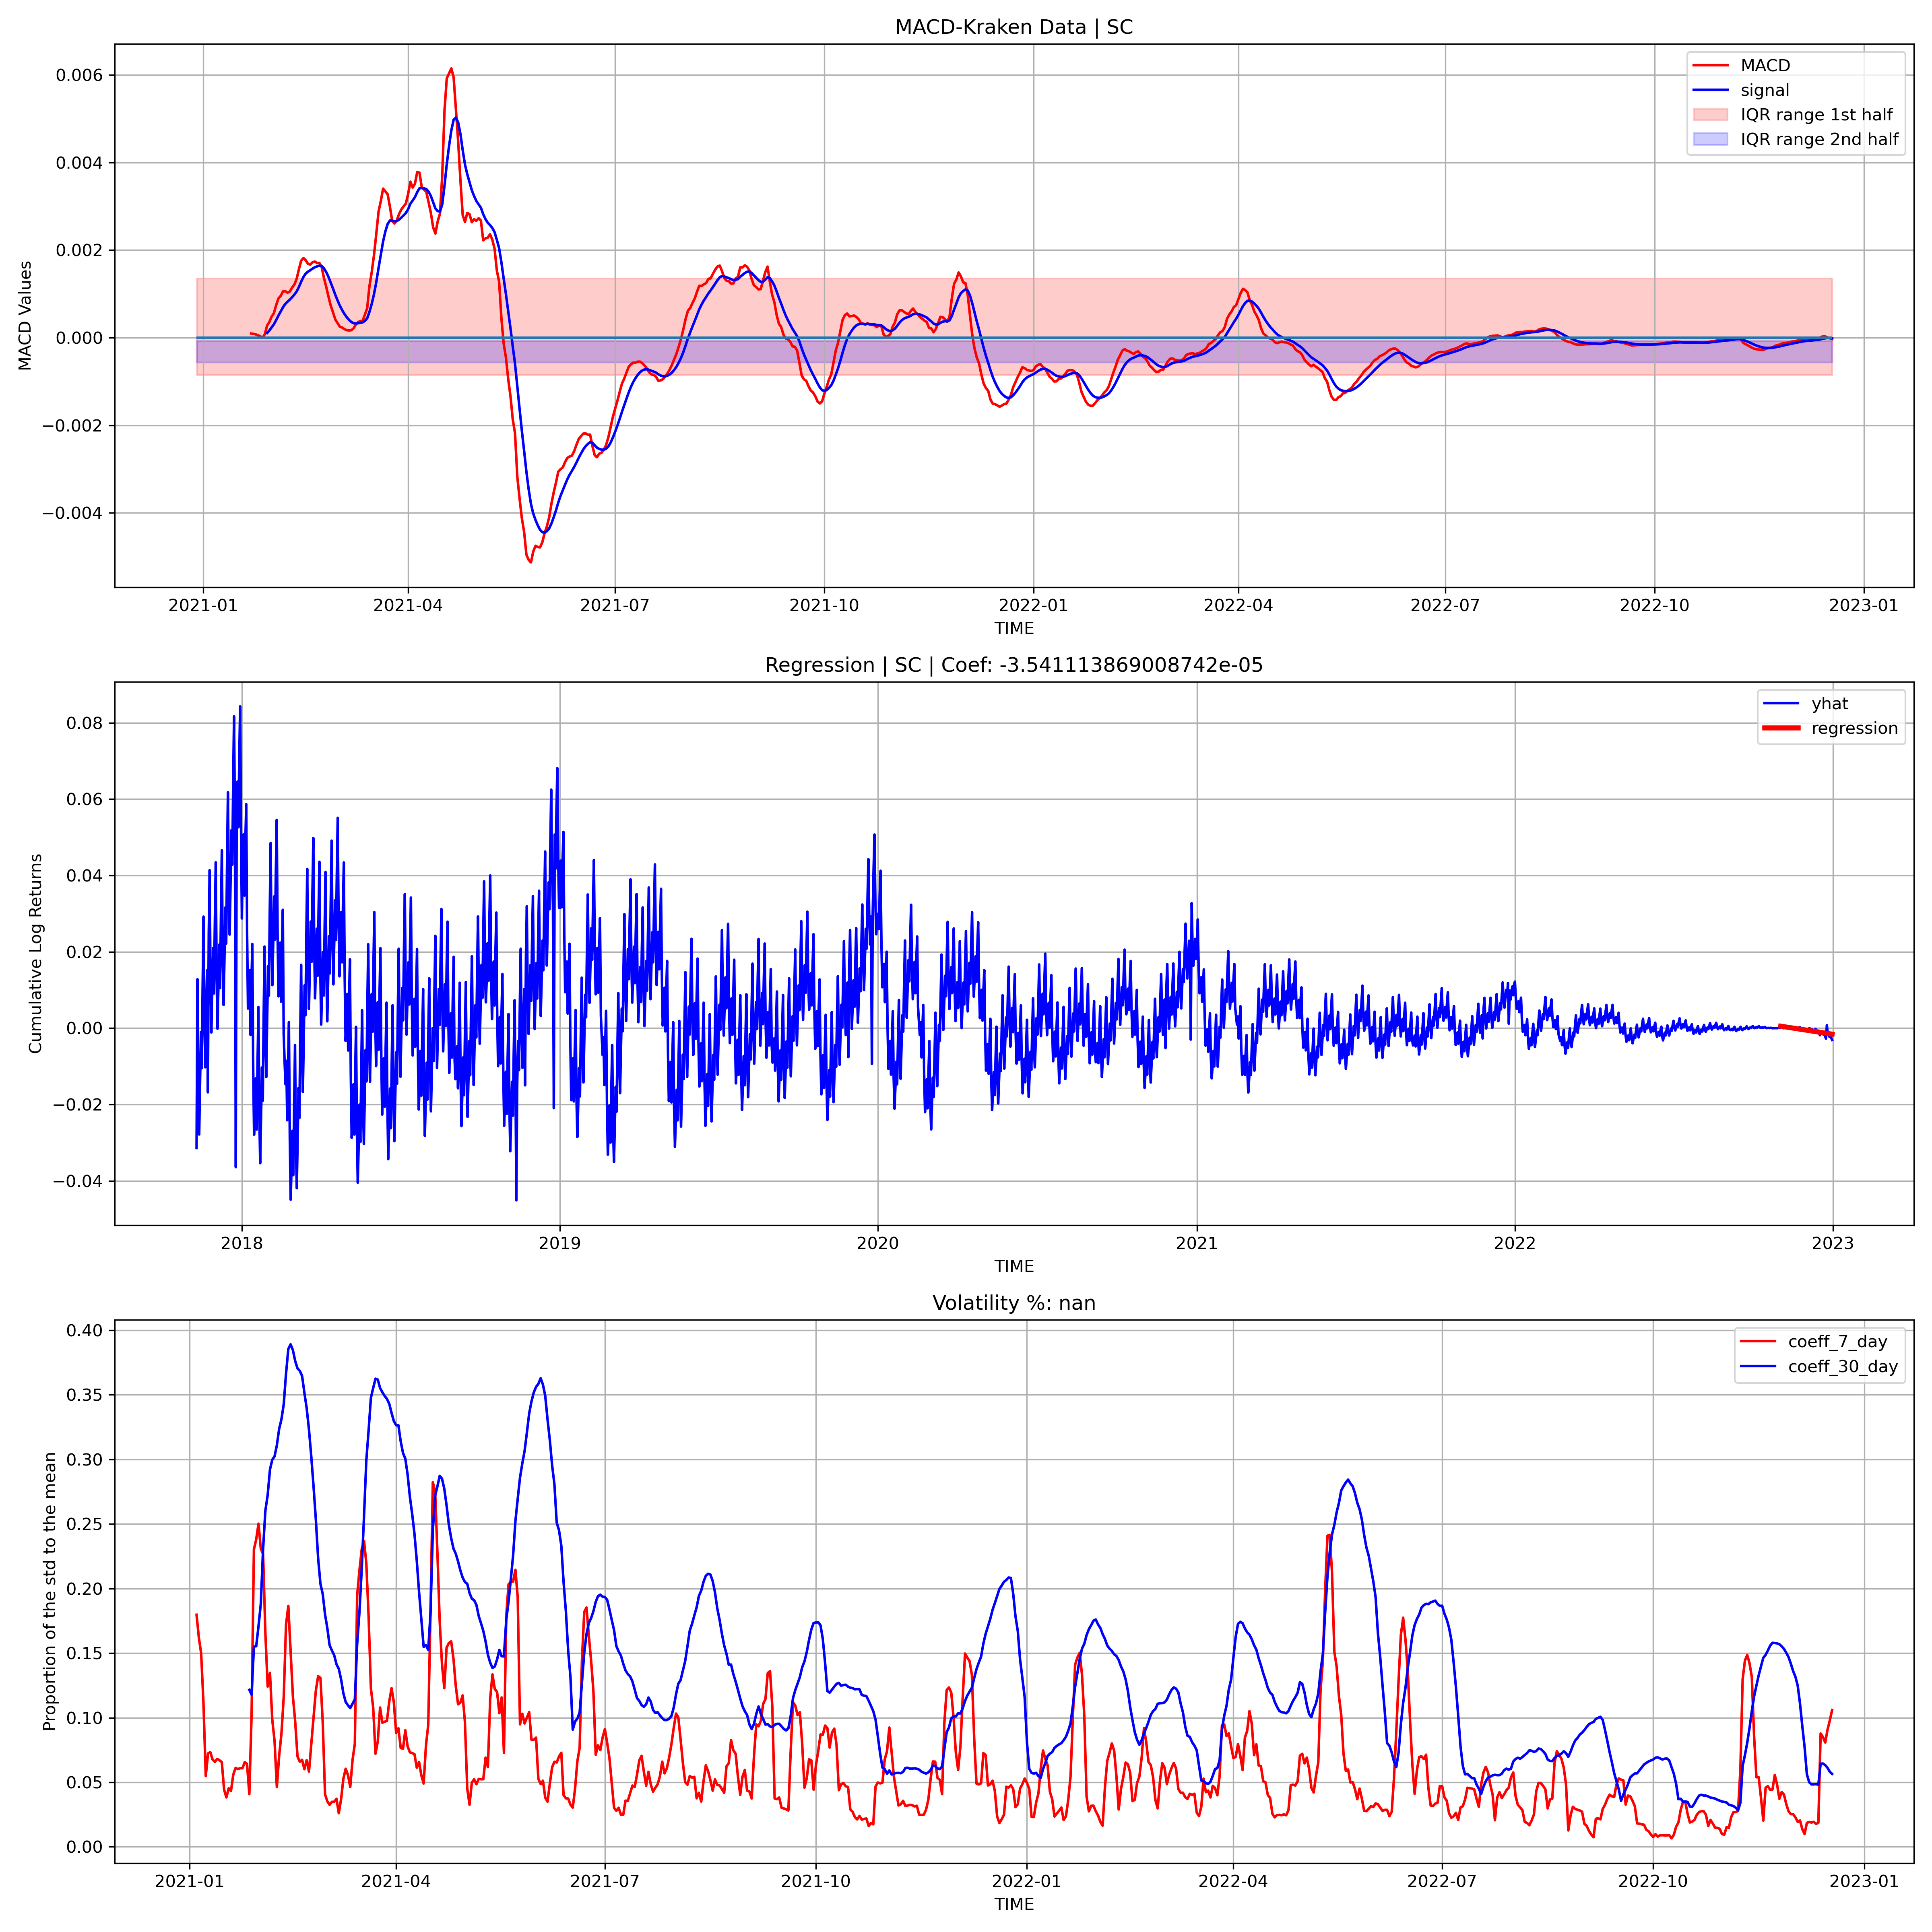 MACD-Kraken Data | SC
MACD Values
0.006
0.004
0.002
0.000
−0.002
−0.004
MACD
signal
IQR range 1st half
IQR range 2nd half
2021-01
2021-04
2021-07
2021-10
2022-01
2022-04
2022-07
2022-10
2023-01
TIME
Regression | SC | Coef: -3.541113869008742e-05
Cumulative Log Returns
0.08
0.06
0.04
0.02
0.00
−0.02
−0.04
yhat
regression
2018
2019
2020
2021
2022
2023
TIME
Volatility %: nan
Proportion of the std to the mean
0.40
0.35
0.30
0.25
0.20
0.15
0.10
0.05
0.00
coeff_7_day
coeff_30_day
2021-01
2021-04
2021-07
2021-10
2022-01
2022-04
2022-07
2022-10
2023-01
TIME